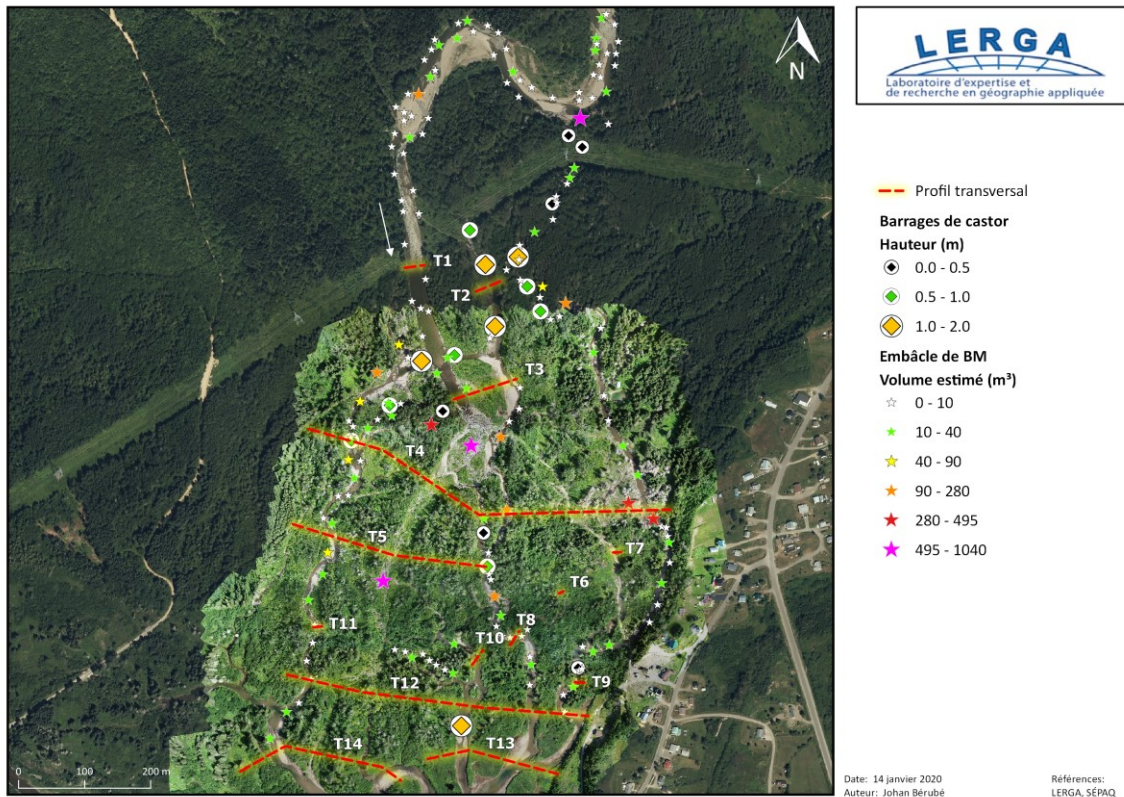 N
T1
T2
T3
T4
T5
T7
T6
T8
T10
T11
T9
T12
T13
T14
0 100 200 m
LERGA
Laboratoire d'expertise et
de recherche en géographie appliquée
Profil transversal
Barrages de castor
Hauteur (m)
0.0 - 0.5
0.5 - 1.0
1.0 - 2.0
Embâcle de BM
Volume estimé (m³)
0 - 10
10 - 40
40 - 90
90 - 280
280 - 495
495 - 1040
Date: 14 janvier 2020
Auteur: Johan Bérubé
Références:
LERGA, SÉPAQ